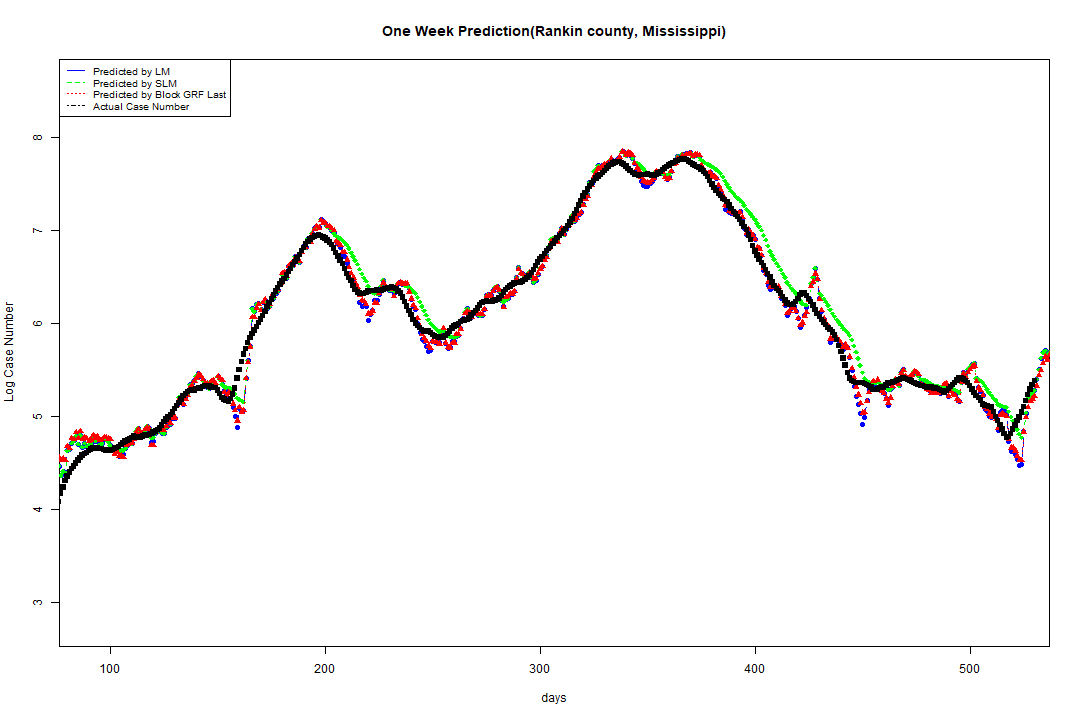 One Week Prediction(Rankin county, Mississippi)
Predicted by LM
Predicted by SLM
Predicted by Block GRF Last
Actual Case Number
Log Case Number
8
7
6
5
4
3
100 200 300 400 500
days